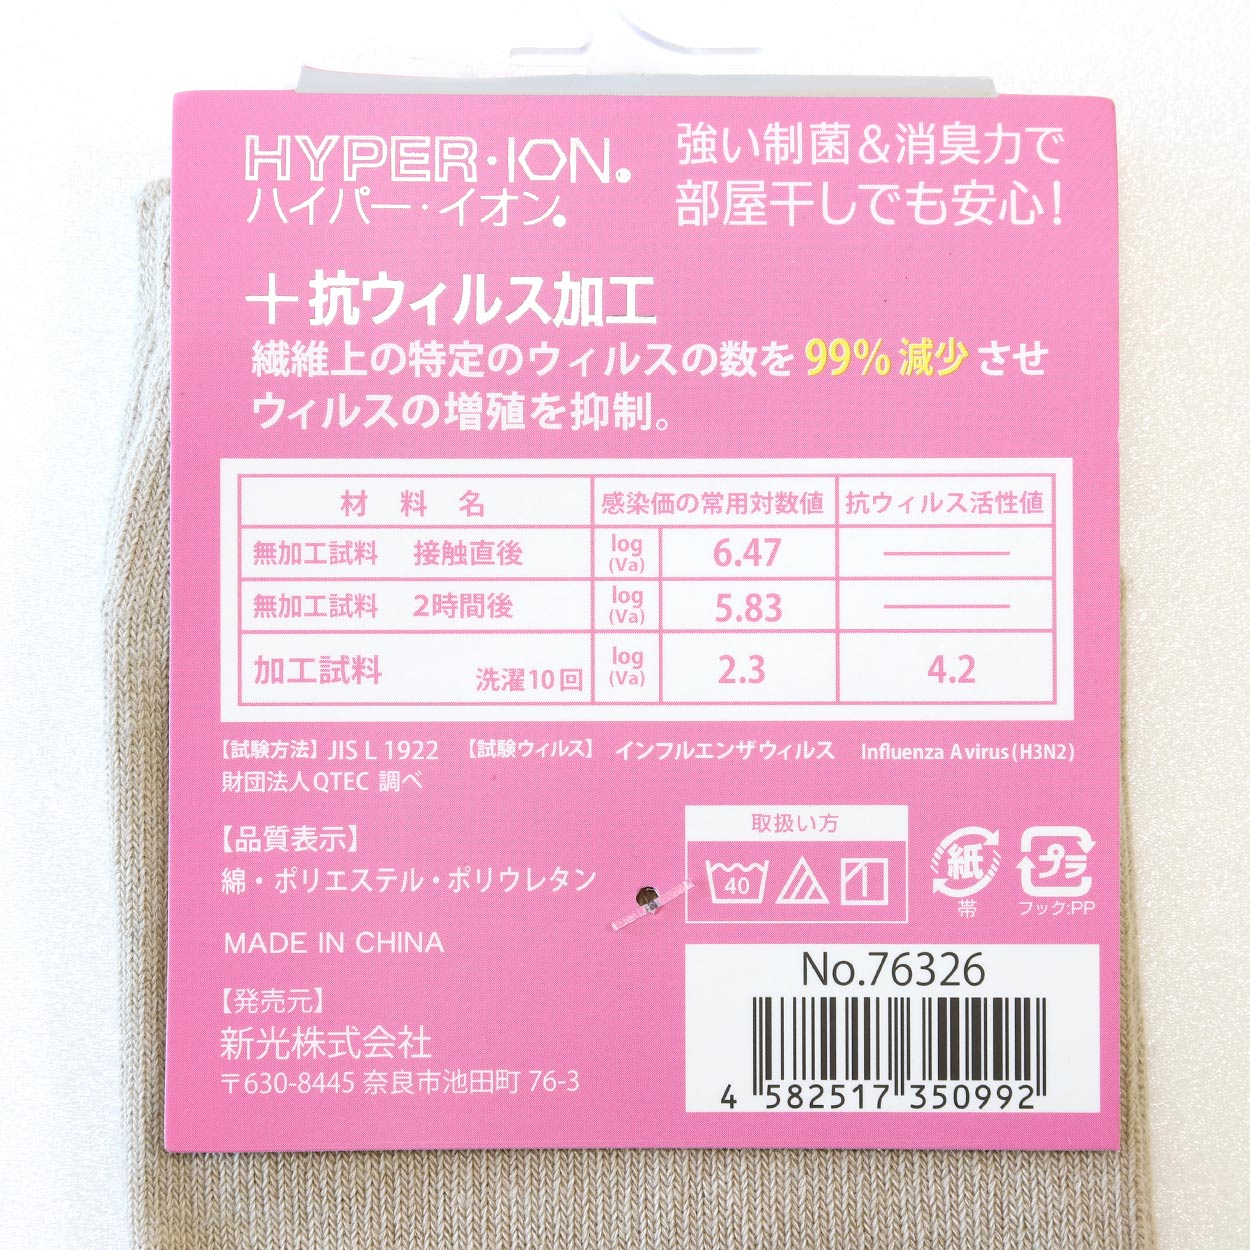 HYPER·ION.
ハイパー・イオン.
強い制菌＆消臭力で
部屋干しでも安心！
＋抗ウィルス加工
繊維上の特定のウィルスの数を99％減少させ
ウィルスの増殖を抑制。
材料名 感染価の常用対数値 抗ウィルス活性値
無加工試料 接触直後 log (Va) 6.47 ―
無加工試料 2時間後 log (Va) 5.83 ―
加工試料 洗濯10回 log (Va) 2.3 4.2
【試験方法】JIS L 1922 【試験ウィルス】 インフルエンザウィルス Influenza A virus (H3N2)
財団法人QTEC 調べ
【品質表示】
綿・ポリエステル・ポリウレタン
MADE IN CHINA
【発売元】
新光株式会社
〒630-8445 奈良市池田町 76-3
取扱い方
40
紙
帯
プラ
フック:PP
No.76326
4 582517 350992